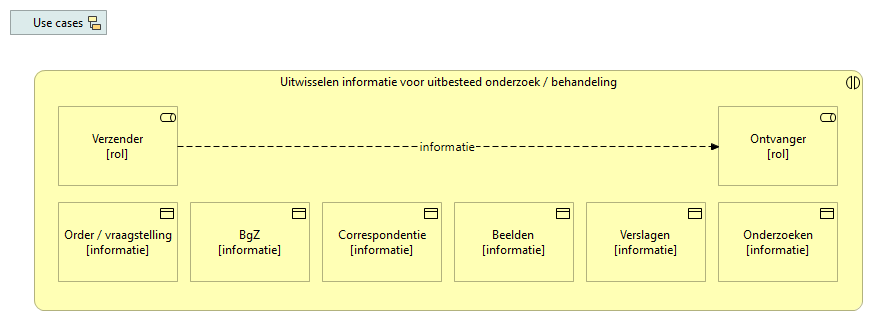 Use cases
Uitwisselen informatie voor uitbesteed onderzoek / behandeling
Verzender
[rol]
informatie
Ontvanger
[rol]
Order / vraagstelling
[informatie]
BgZ
[informatie]
Correspondentie
[informatie]
Beelden
[informatie]
Verslagen
[informatie]
Onderzoeken
[informatie]